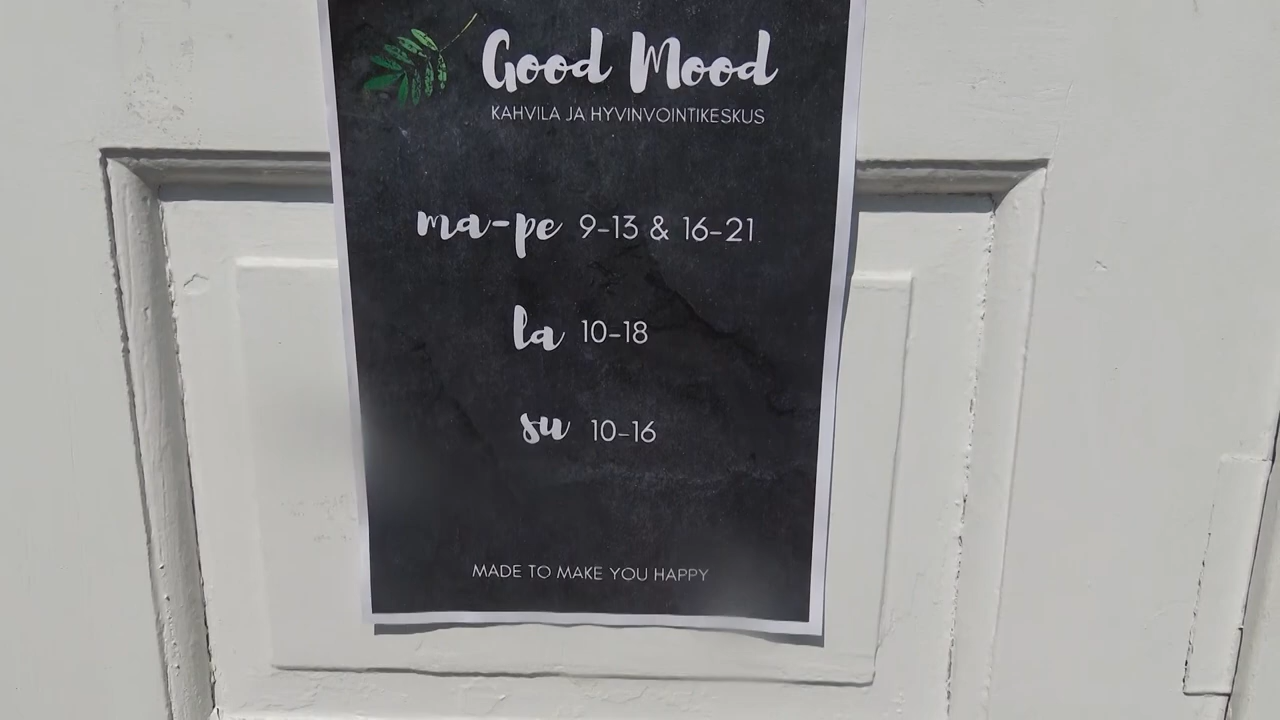 Good Mood
KAHVILA JA HYVINVOINTIKESKUS
ma-pe 9-13 & 16-21
la 10-18
su 10-16
MADE TO MAKE YOU HAPPY